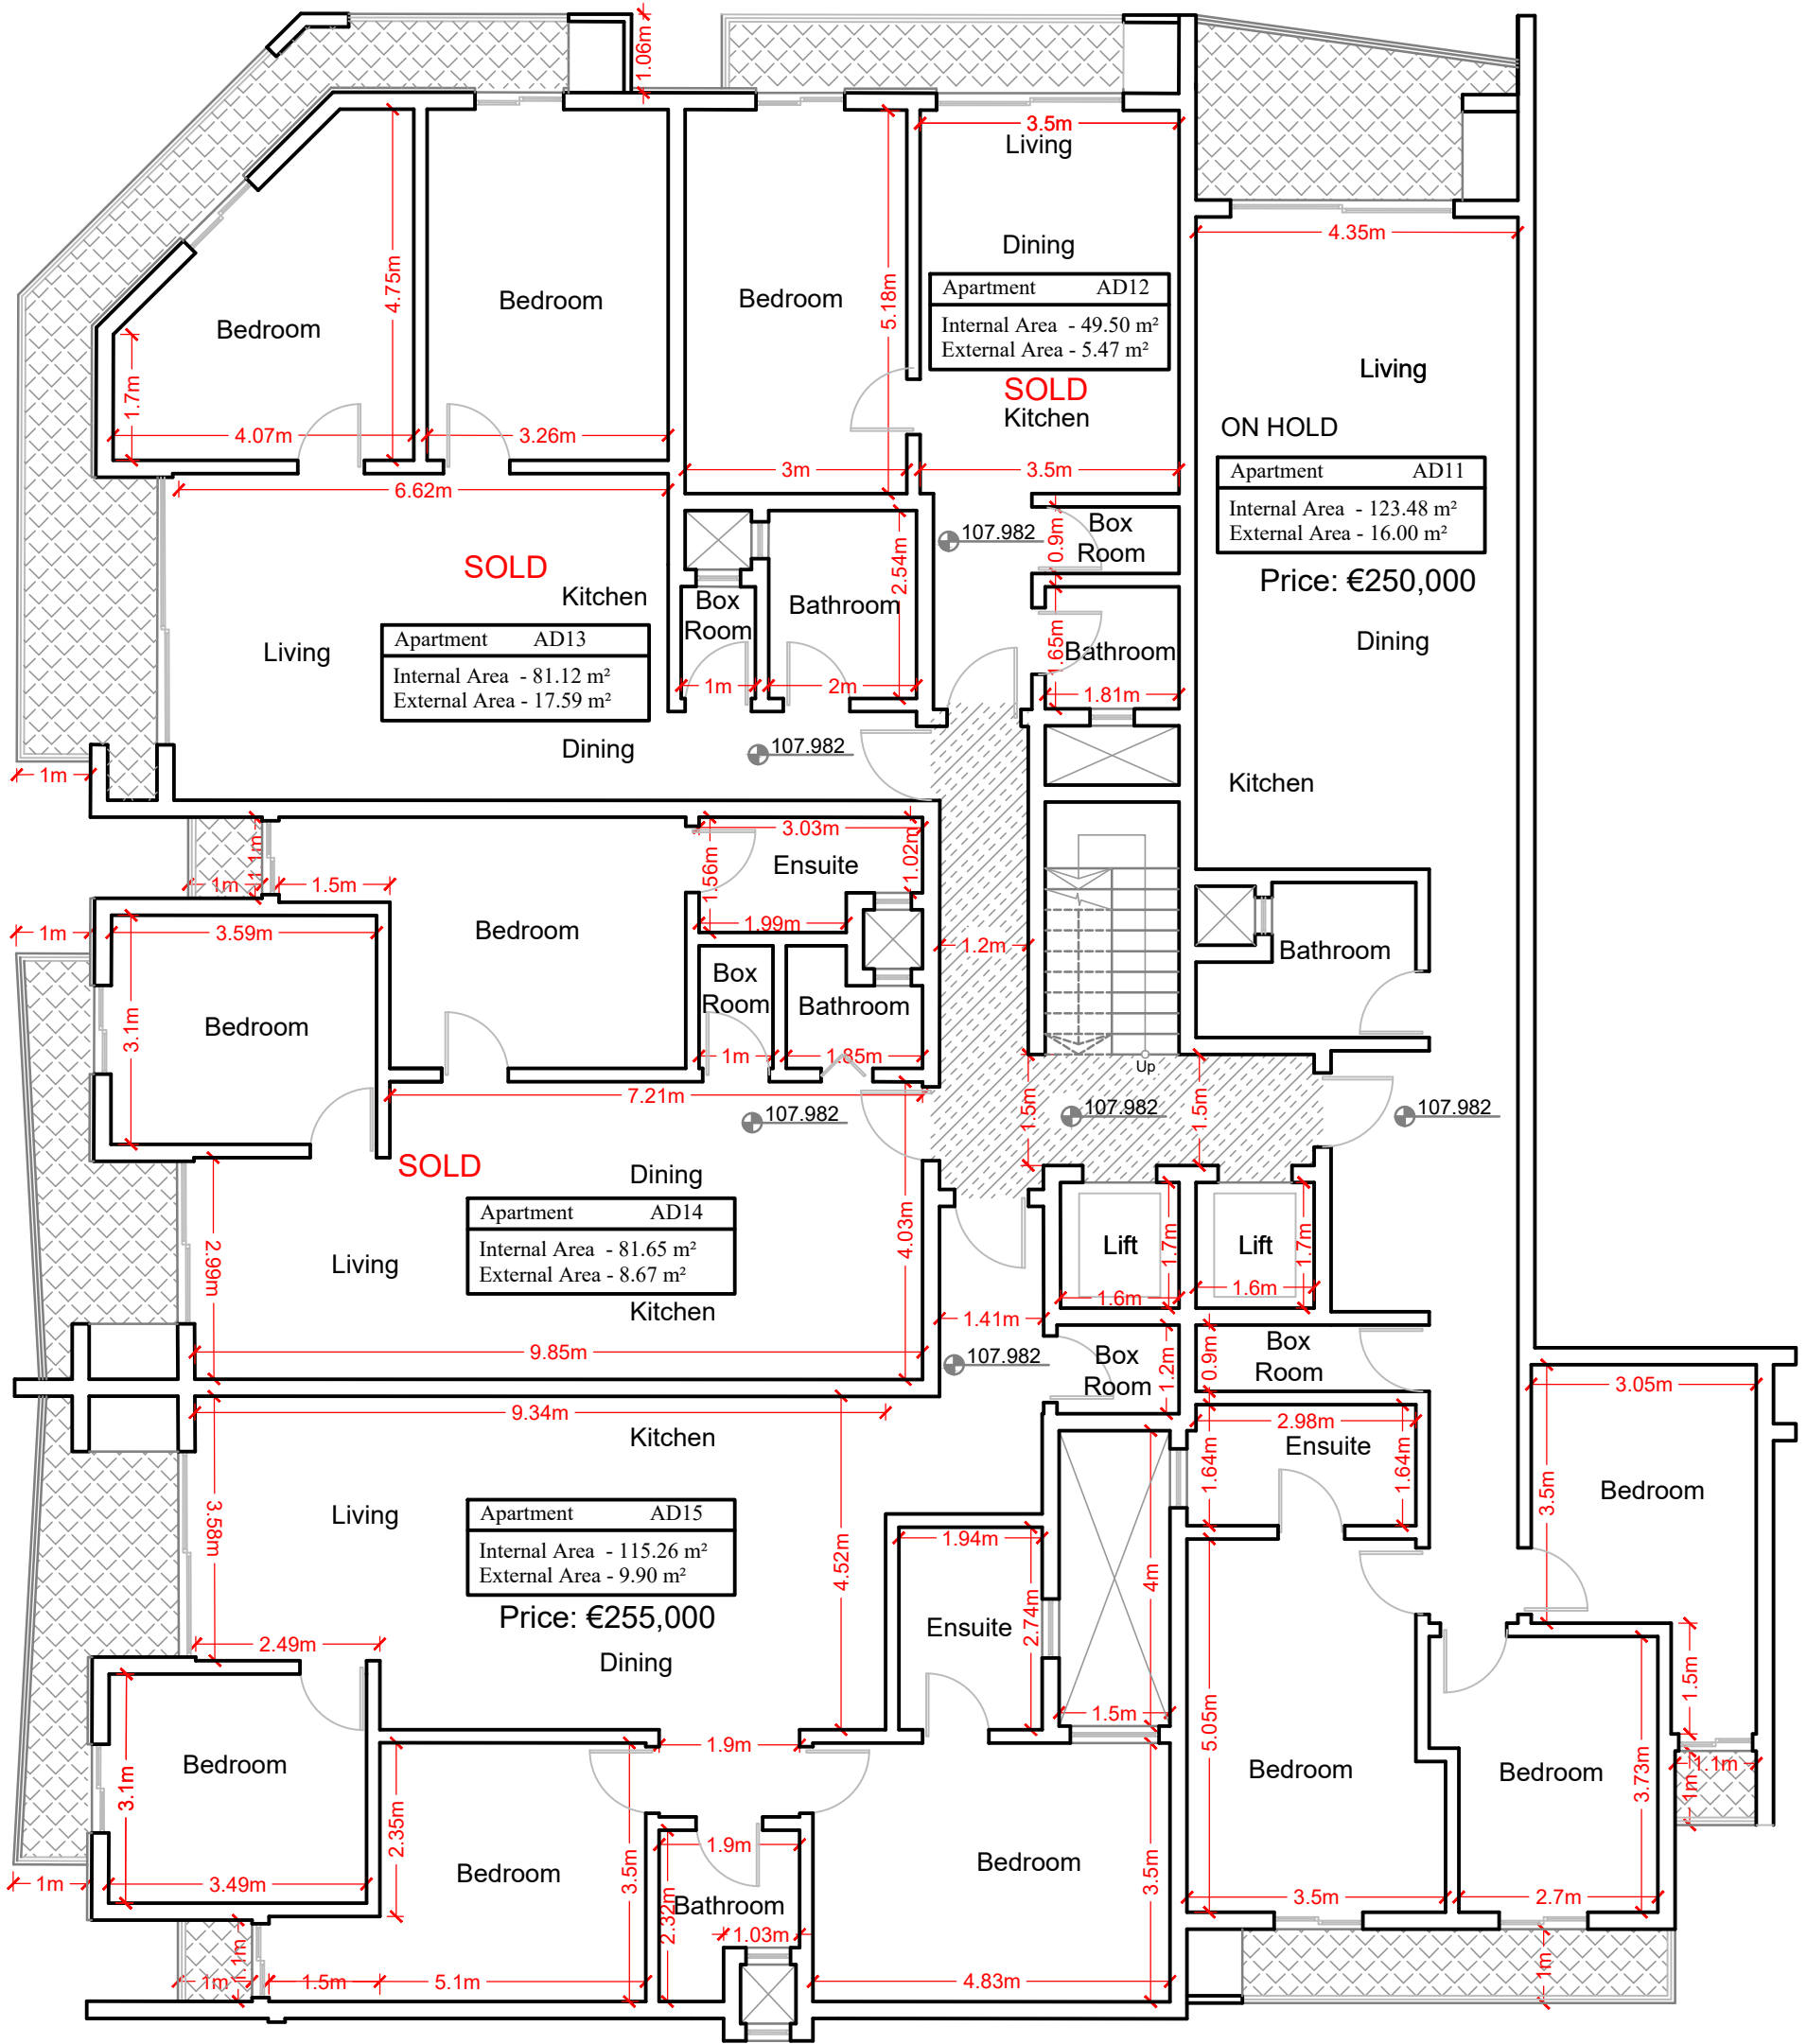 1.06m
3.5m
Living
4.35m
Dining
4.75m
Bedroom
Bedroom
5.18m
Bedroom
Apartment AD12
Internal Area - 49.50 m²
External Area - 5.47 m²
SOLD
Kitchen
Living
1.7m
4.07m
3.26m
3m
3.5m
6.62m
ON HOLD
Apartment AD11
Internal Area - 123.48 m²
External Area - 16.00 m²
Price: €250,000
107.982
0.9m
Box
Room
SOLD
Kitchen
2.54m
Box
Room
Bathroom
Living
Apartment AD13
Internal Area - 81.12 m²
External Area - 17.59 m²
1m
2m
1.65m
Bathroom
1.81m
Dining
Dining
107.982
1m
Kitchen
3.03m
1.1m
1.56m
Ensuite
1.02m
1m
1.5m
1.99m
1m
3.59m
Bedroom
1.2m
Bathroom
Box
Room
Bathroom
3.1m
Bedroom
1m
1.85m
Up
7.21m
107.982
1.5m
107.982
1.5m
107.982
SOLD
Dining
Apartment AD14
Internal Area - 81.65 m²
External Area - 8.67 m²
Living
2.99m
4.03m
Kitchen
Lift
1.7m
Lift
1.7m
1.6m
1.6m
1.41m
9.85m
107.982
Box
Room
1.2m
0.9m
Box
Room
3.05m
9.34m
Kitchen
2.98m
Ensuite
1.64m
1.64m
3.5m
Bedroom
Living
3.58m
Apartment AD15
Internal Area - 115.26 m²
External Area - 9.90 m²
Price: €255,000
4.52m
1.94m
4m
Ensuite
2.74m
2.49m
Dining
1.5m
1.5m
1.9m
5.05m
Bedroom
3.1m
Bedroom
Bedroom
3.73m
1.1m
1m
2.35m
1.9m
3.5m
Bedroom
Bedroom
3.5m
1m
3.49m
Bathroom
2.32m
3.5m
2.7m
1.03m
1.1m
1m
1.5m
5.1m
4.83m
1m